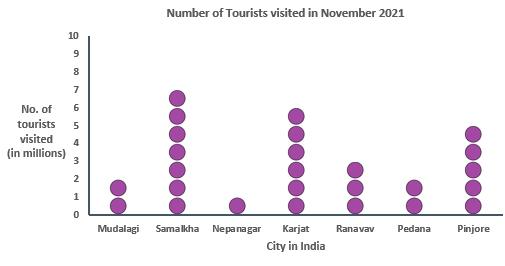 Number of Tourists visited in November 2021
10
9
8
7
6
5
4
3
2
1
0
No. of
tourists
visited
(in millions)
Mudalagi Samalkha Nepanagar Karjat Ranavav Pedana Pinjore
City in India